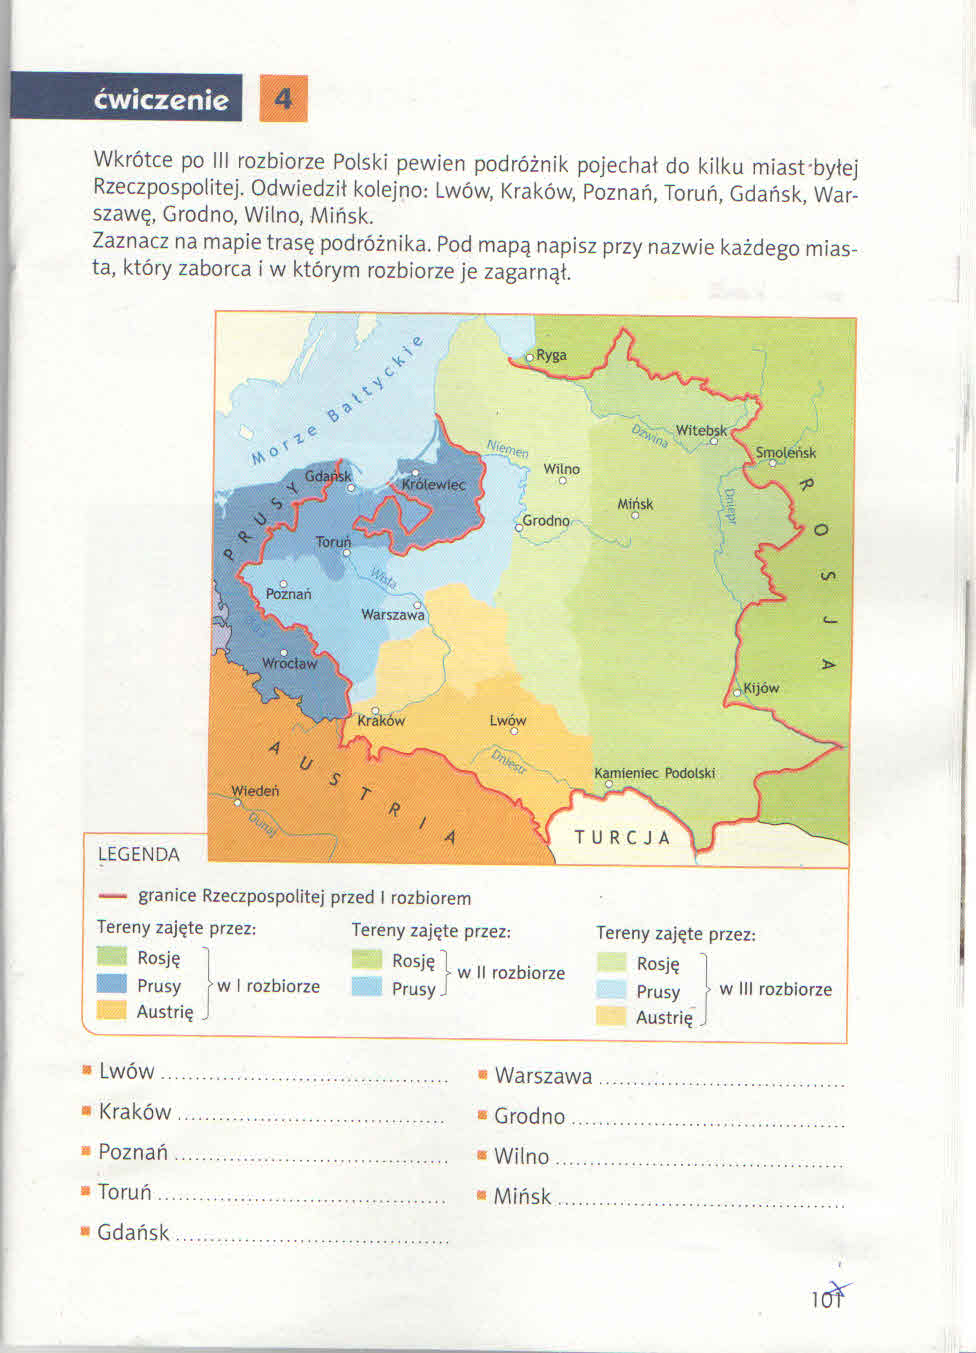 ćwiczenie 4
Wkrótce po III rozbiorze Polski pewien podróżnik pojechał do kilku miast byłej
Rzeczpospolitej. Odwiedził kolejno: Lwów, Kraków, Poznań, Toruń, Gdańsk, War-
szawę, Grodno, Wilno, Mińsk.
Zaznacz na mapie trasę podróżnika. Pod mapą napisz przy nazwie każdego mias-
ta, który zaborca i w którym rozbiorze je zagarnął.
Morze Bałtyckie
Ryga
Dźwina
Witebsk
Smoleńsk
Niemen
Wilno
Gdańsk
Królewiec
PRUSY
Mińsk
Dniepr
ROSJA
Grodno
Toruń
Wisła
Poznań
Warszawa
Odra
Wrocław
Kijów
Kraków
Lwów
Dniestr
AUSTRIA
Kamieniec Podolski
Wiedeń
Dunaj
TURCJA
LEGENDA
granice Rzeczpospolitej przed I rozbiorem
Tereny zajęte przez: Tereny zajęte przez: Tereny zajęte przez:
Rosję Rosję Rosję
Prusy w I rozbiorze Prusy w II rozbiorze Prusy w III rozbiorze
Austrię Austrię
Lwów ........................................ Warszawa ........................................
Kraków ........................................ Grodno ........................................
Poznań ........................................ Wilno ........................................
Toruń ........................................ Mińsk ........................................
Gdańsk ........................................
101